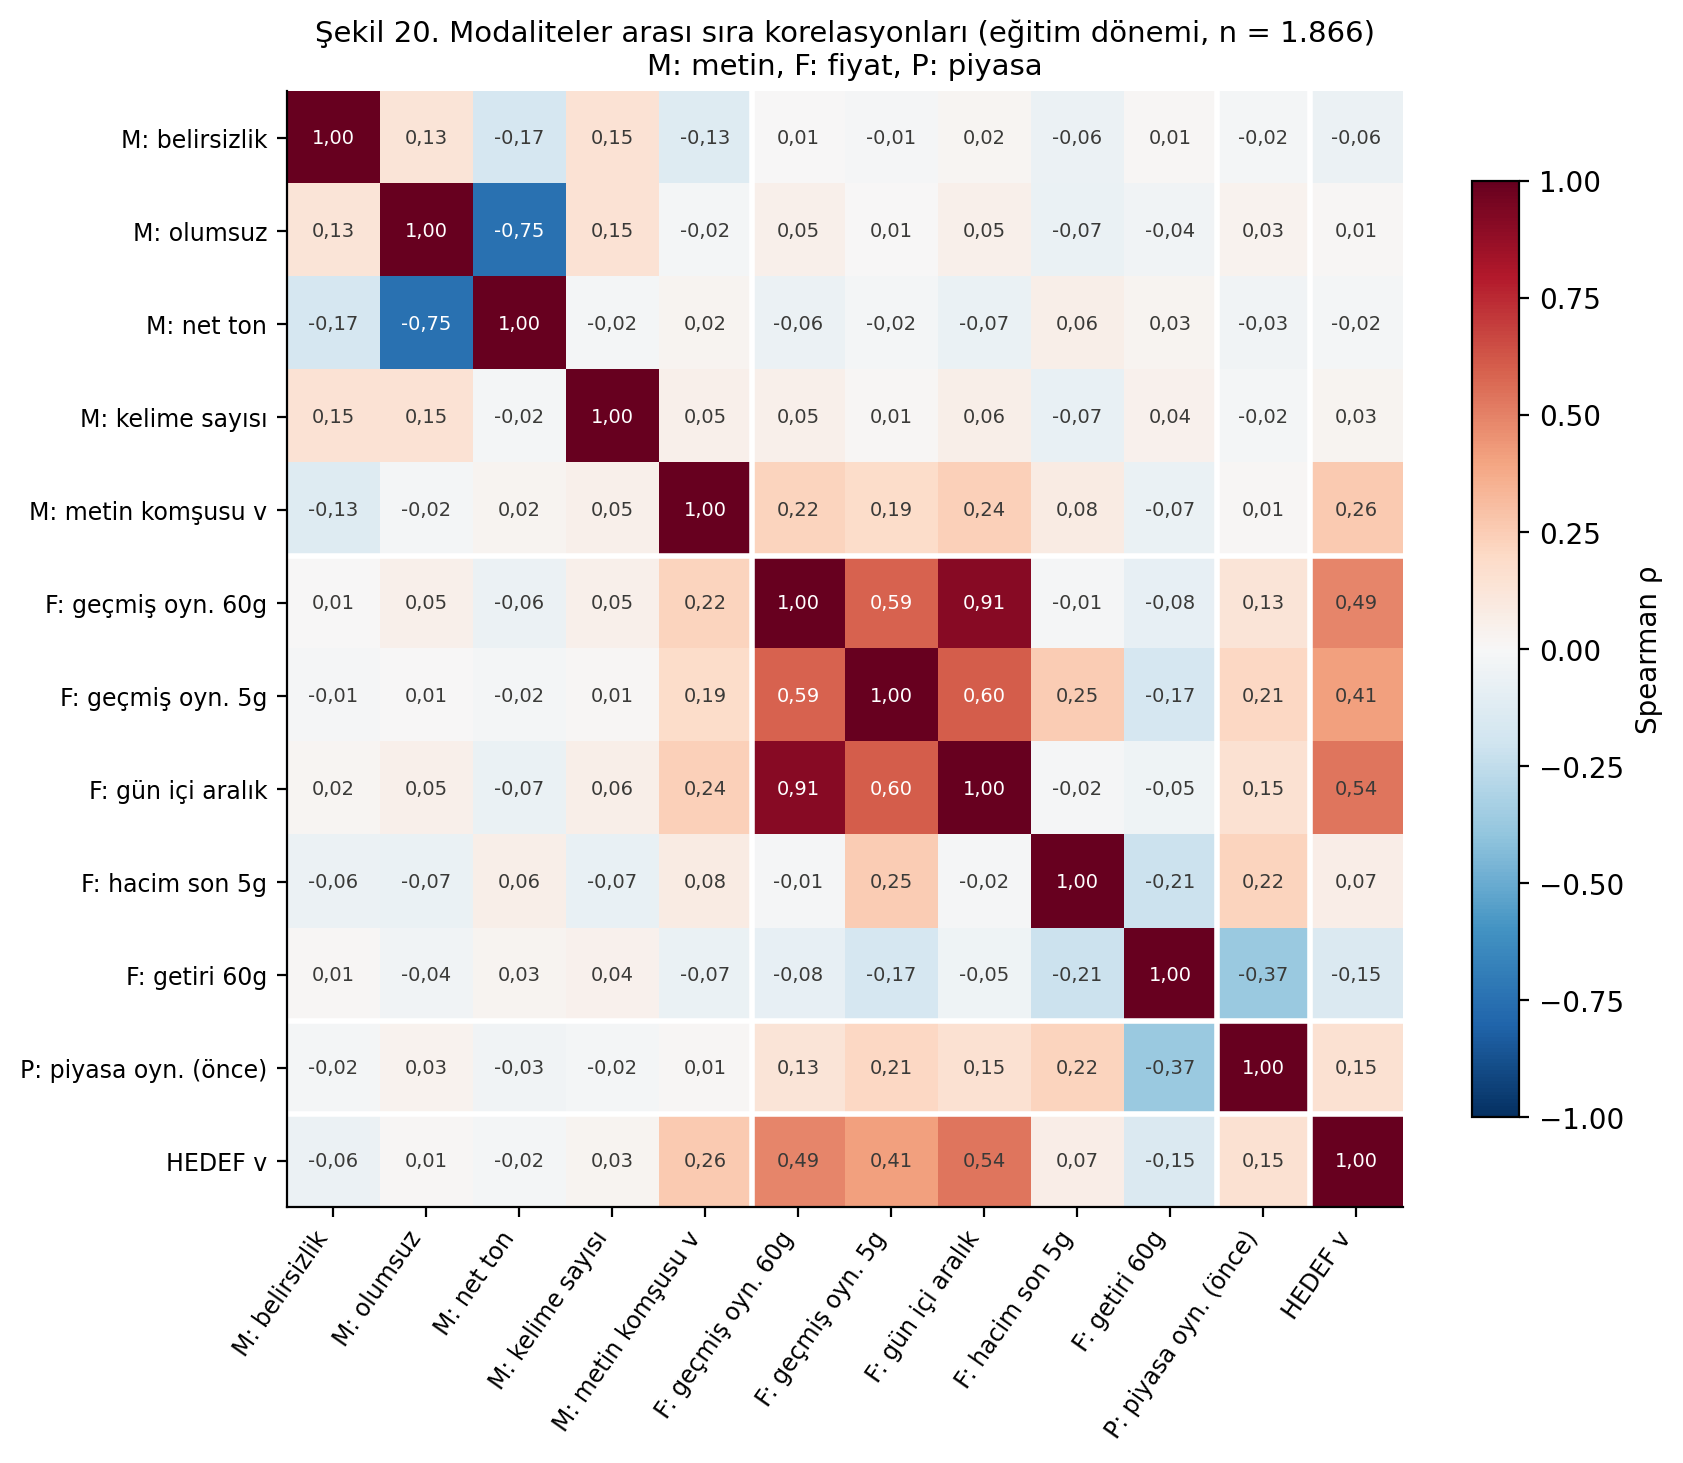 Şekil 20. Modaliteler arası sıra korelasyonları (eğitim dönemi, n = 1.866)
M: metin, F: fiyat, P: piyasa
M: belirsizlik 1,00 0,13 -0,17 0,15 -0,13 0,01 -0,01 0,02 -0,06 0,01 -0,02 -0,06
M: olumsuz 0,13 1,00 -0,75 0,15 -0,02 0,05 0,01 0,05 -0,07 -0,04 0,03 0,01
M: net ton -0,17 -0,75 1,00 -0,02 0,02 -0,06 -0,02 -0,07 0,06 0,03 -0,03 -0,02
M: kelime sayısı 0,15 0,15 -0,02 1,00 0,05 0,05 0,01 0,06 -0,07 0,04 -0,02 0,03
M: metin komşusu v -0,13 -0,02 0,02 0,05 1,00 0,22 0,19 0,24 0,08 -0,07 0,01 0,26
F: geçmiş oyn. 60g 0,01 0,05 -0,06 0,05 0,22 1,00 0,59 0,91 -0,01 -0,08 0,13 0,49
F: geçmiş oyn. 5g -0,01 0,01 -0,02 0,01 0,19 0,59 1,00 0,60 0,25 -0,17 0,21 0,41
F: gün içi aralık 0,02 0,05 -0,07 0,06 0,24 0,91 0,60 1,00 -0,02 -0,05 0,15 0,54
F: hacim son 5g -0,06 -0,07 0,06 -0,07 0,08 -0,01 0,25 -0,02 1,00 -0,21 0,22 0,07
F: getiri 60g 0,01 -0,04 0,03 0,04 -0,07 -0,08 -0,17 -0,05 -0,21 1,00 -0,37 -0,15
P: piyasa oyn. (önce) -0,02 0,03 -0,03 -0,02 0,01 0,13 0,21 0,15 0,22 -0,37 1,00 0,15
HEDEF v -0,06 0,01 -0,02 0,03 0,26 0,49 0,41 0,54 0,07 -0,15 0,15 1,00
M: belirsizlik
M: olumsuz
M: net ton
M: kelime sayısı
M: metin komşusu v
F: geçmiş oyn. 60g
F: geçmiş oyn. 5g
F: gün içi aralık
F: hacim son 5g
F: getiri 60g
P: piyasa oyn. (önce)
HEDEF v
1.00
0.75
0.50
0.25
0.00
−0.25
−0.50
−0.75
−1.00
Spearman ρ